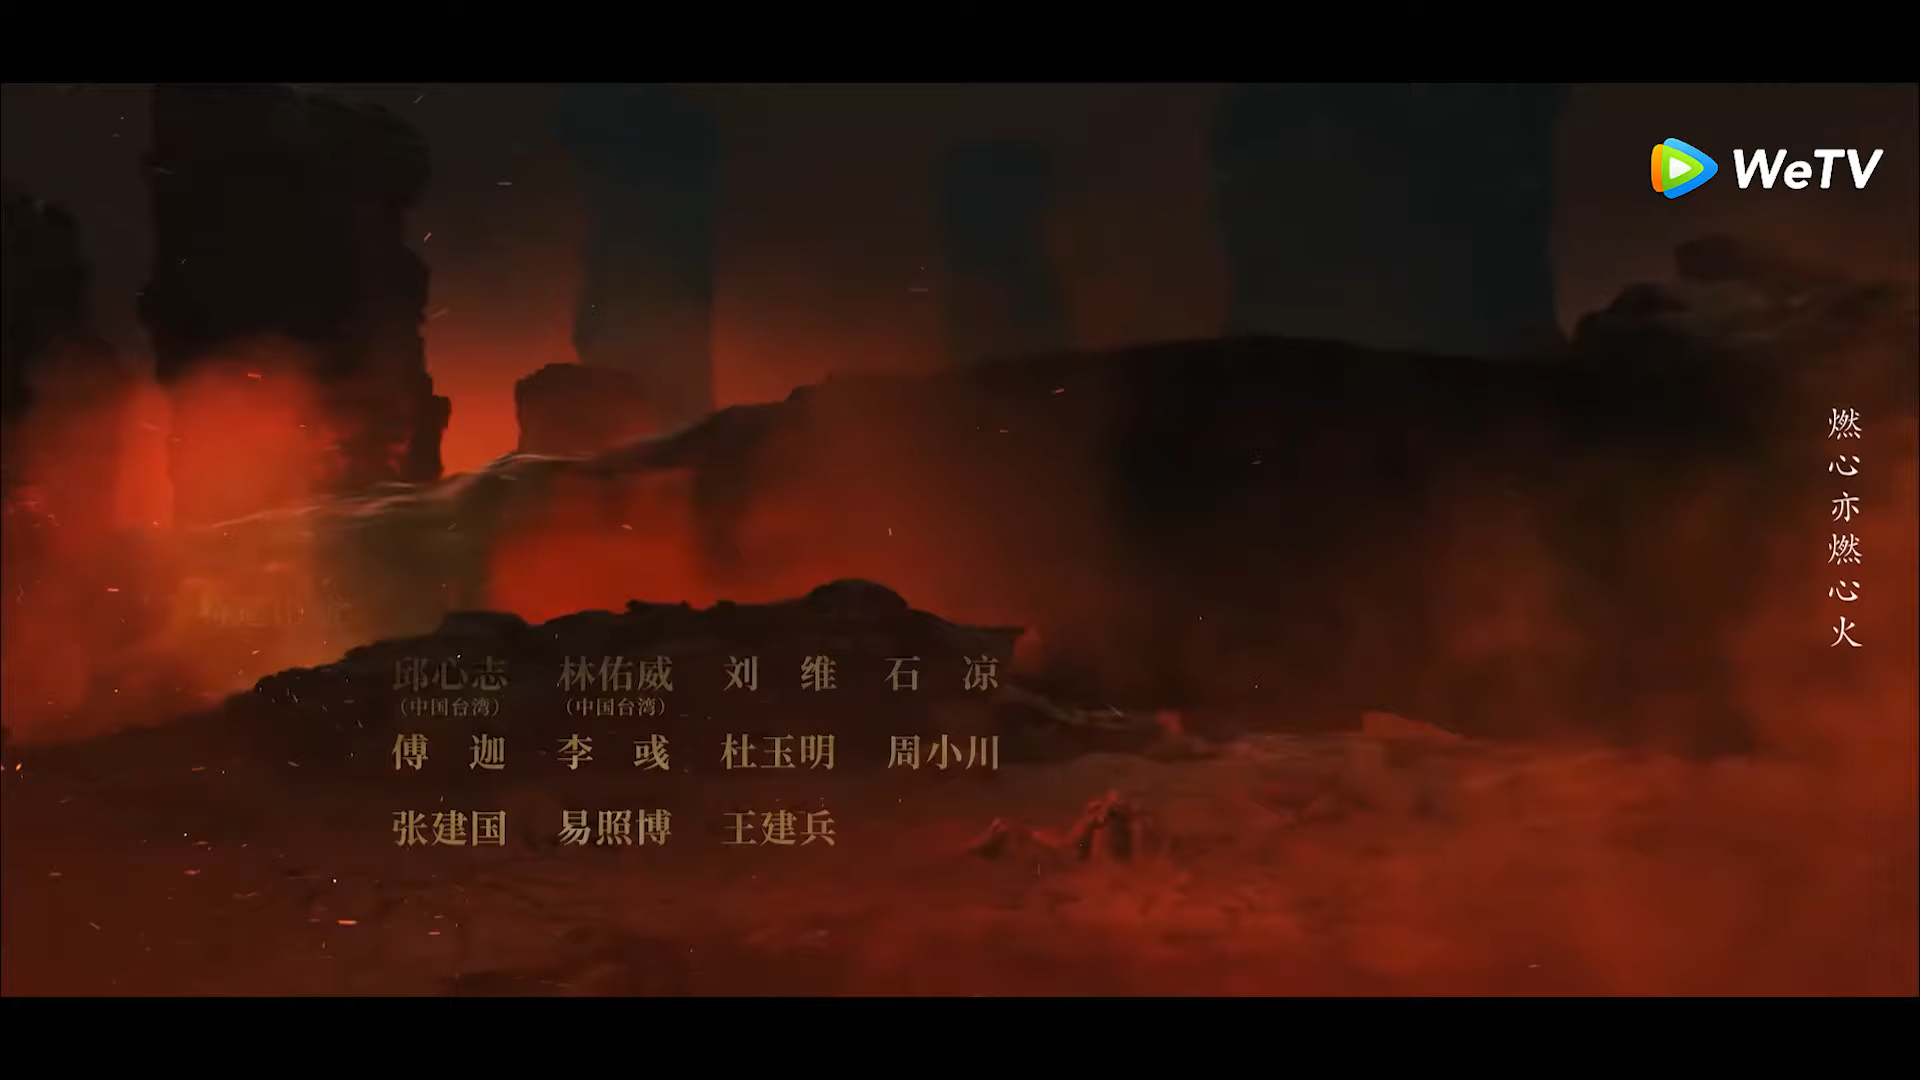 WeTV
燃心亦燃心火
邱心志 林佑威 刘维 石凉
（中国台湾） （中国台湾）
傅迦 李彧 杜玉明 周小川
张建国 易照博 王建兵